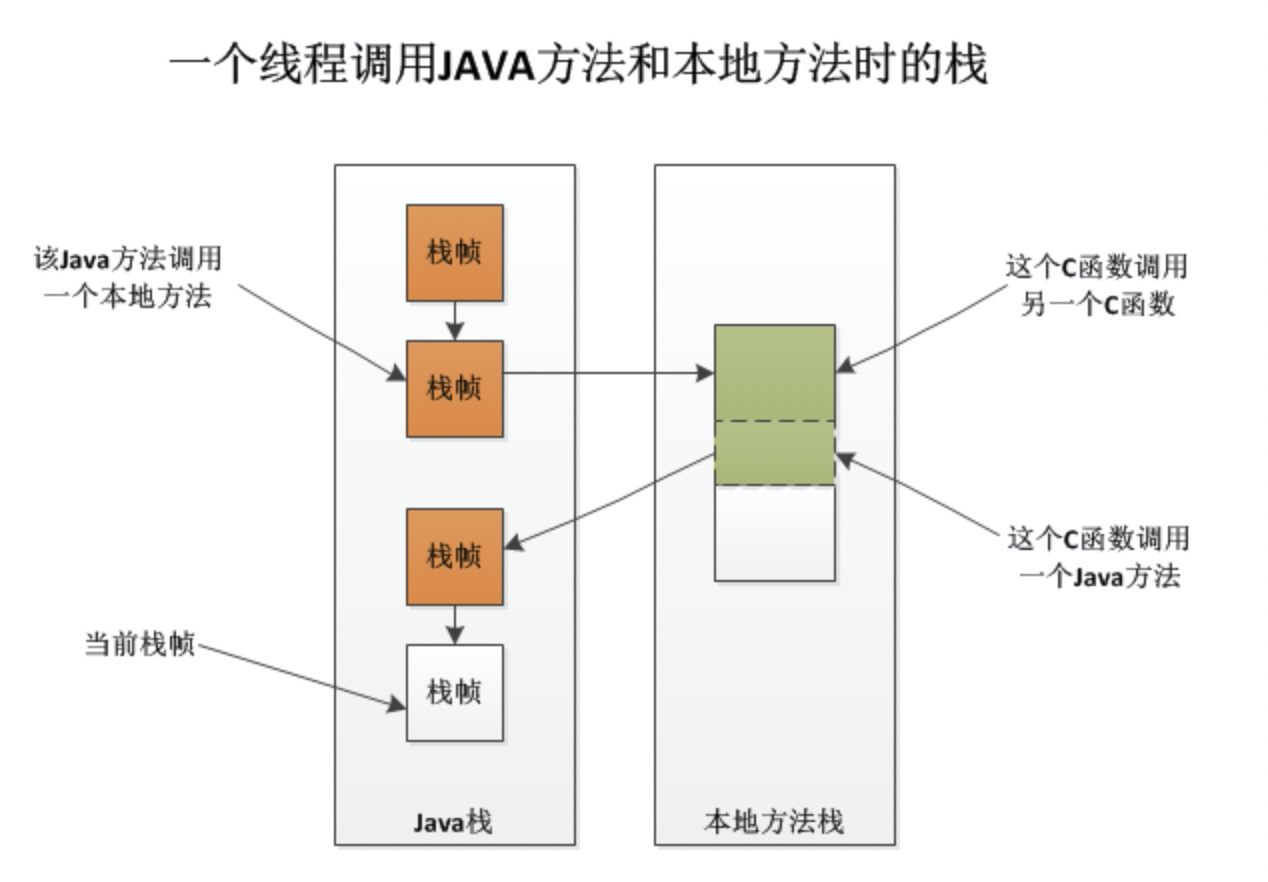 一个线程调用JAVA方法和本地方法时的栈
该Java方法调用
一个本地方法
栈帧
栈帧
这个C函数调用
另一个C函数
栈帧
这个C函数调用
一个Java方法
当前栈帧
栈帧
Java栈
本地方法栈